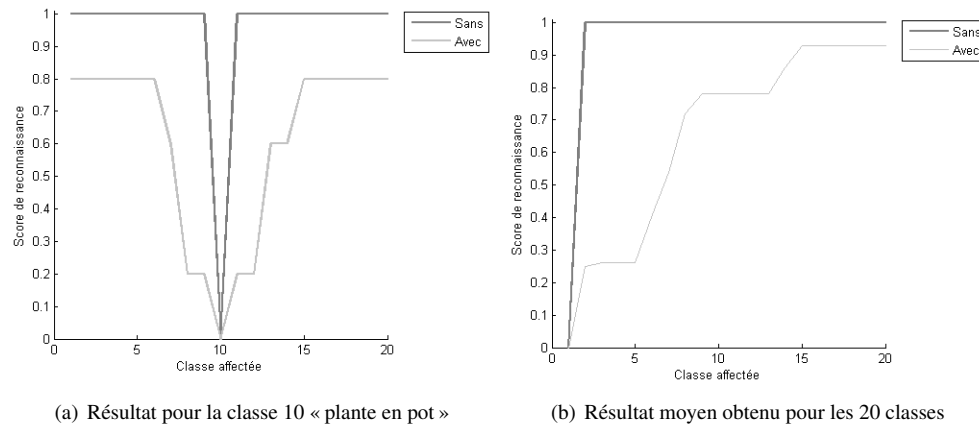 1
0.9
0.8
0.7
0.6
0.5
0.4
0.3
0.2
0.1
0
Score de reconnaissance
0 5 10 15 20
Classe affectée
Sans
Avec
(a) Résultat pour la classe 10 « plante en pot »
1
0.9
0.8
0.7
0.6
0.5
0.4
0.3
0.2
0.1
0
Score de reconnaissance
0 5 10 15 20
Classe affectée
Sans
Avec
(b) Résultat moyen obtenu pour les 20 classes